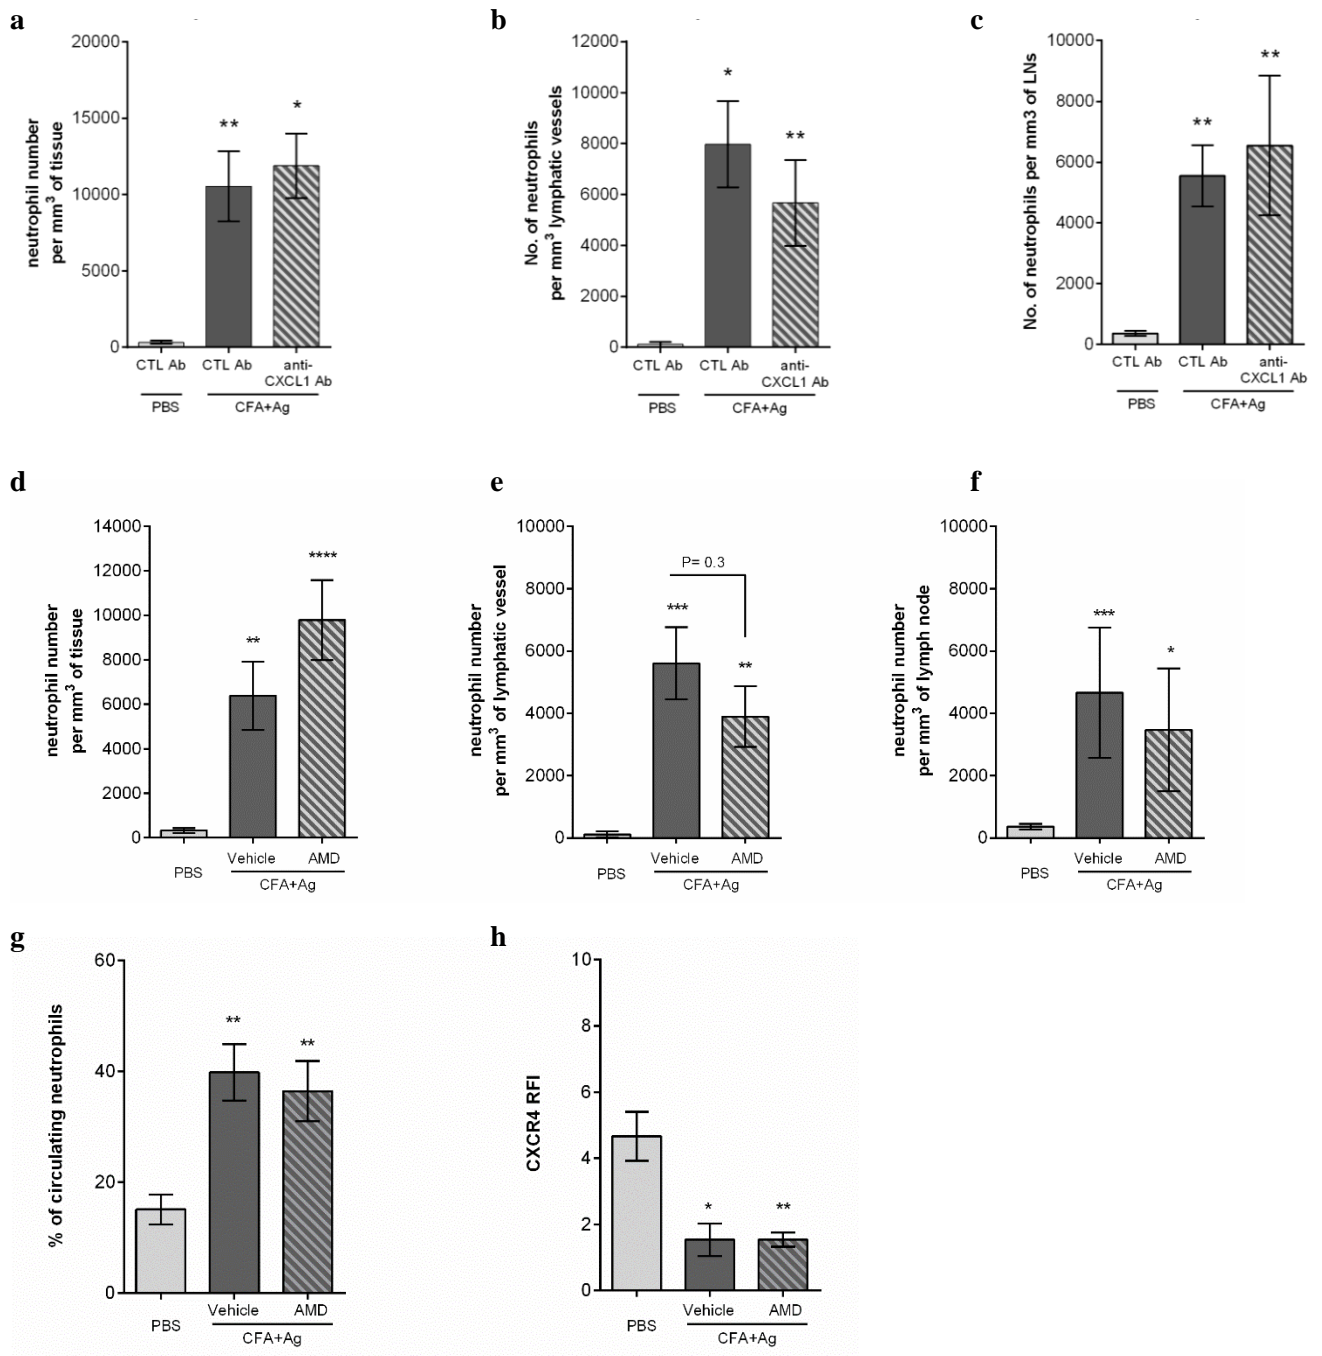 a
20000
15000
10000
5000
0
neutrophil number
per mm³ of tissue
**
*
CTL Ab
CTL Ab
anti-
CXCL1 Ab
PBS
CFA+Ag
b
12000
10000
8000
6000
4000
2000
0
No. of neutrophils
per mm³ lymphatic vessels
*
**
CTL Ab
CTL Ab
anti-
CXCL1 Ab
PBS
CFA+Ag
c
10000
8000
6000
4000
2000
0
No. of neutrophils per mm3 of LNs
**
**
CTL Ab
CTL Ab
anti-
CXCL1 Ab
PBS
CFA+Ag
d
14000
12000
10000
8000
6000
4000
2000
0
neutrophil number
per mm³ of tissue
**
****
PBS
Vehicle
AMD
CFA+Ag
e
10000
8000
6000
4000
2000
0
neutrophil number
per mm³ of lymphatic vessel
P= 0.3
***
**
PBS
Vehicle
AMD
CFA+Ag
f
10000
8000
6000
4000
2000
0
neutrophil number
per mm³ of lymph node
***
*
PBS
Vehicle
AMD
CFA+Ag
g
60
40
20
0
% of circulating neutrophils
**
**
PBS
Vehicle
AMD
CFA+Ag
h
10
8
6
4
2
0
CXCR4 RFI
*
**
PBS
Vehicle
AMD
CFA+Ag